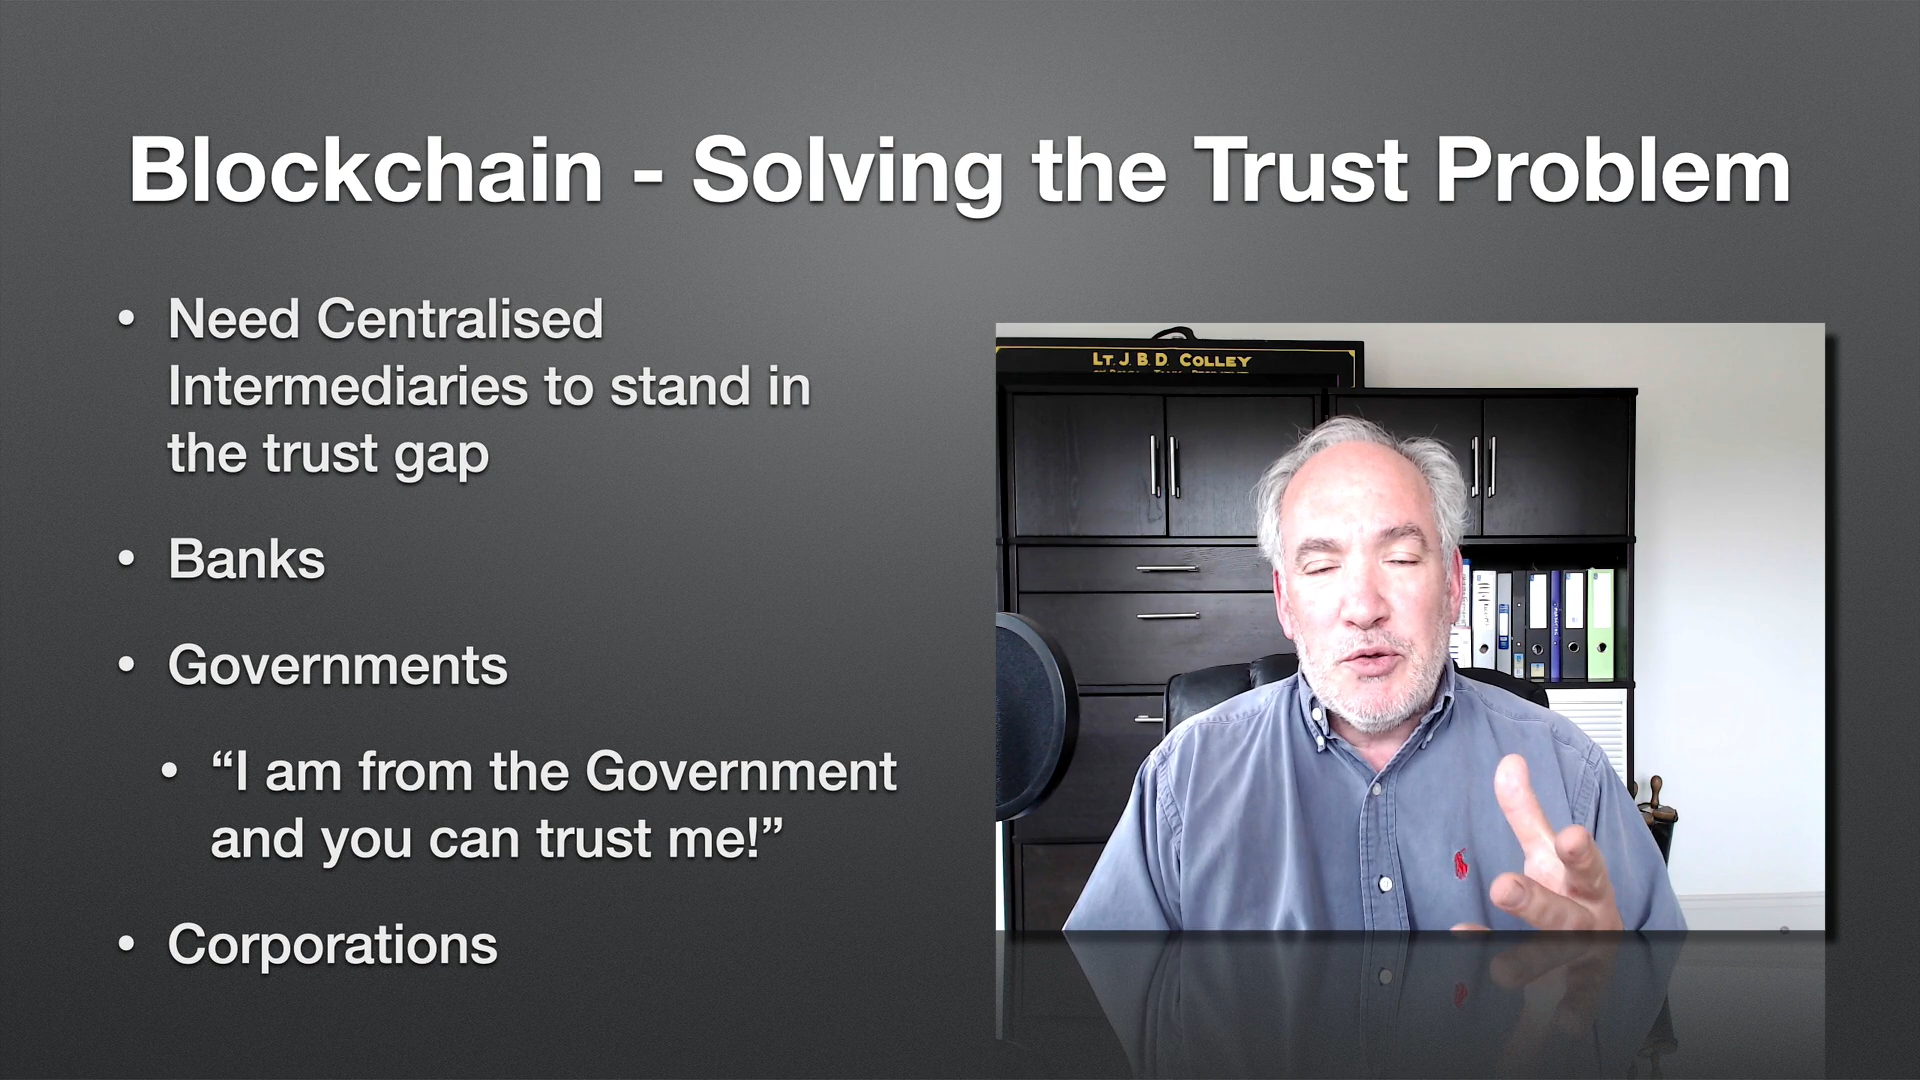 Blockchain - Solving the Trust Problem
• Need Centralised
Intermediaries to stand in
the trust gap
• Banks
• Governments
• “I am from the Government
and you can trust me!”
• Corporations
LT. J. B. D. COLLEY